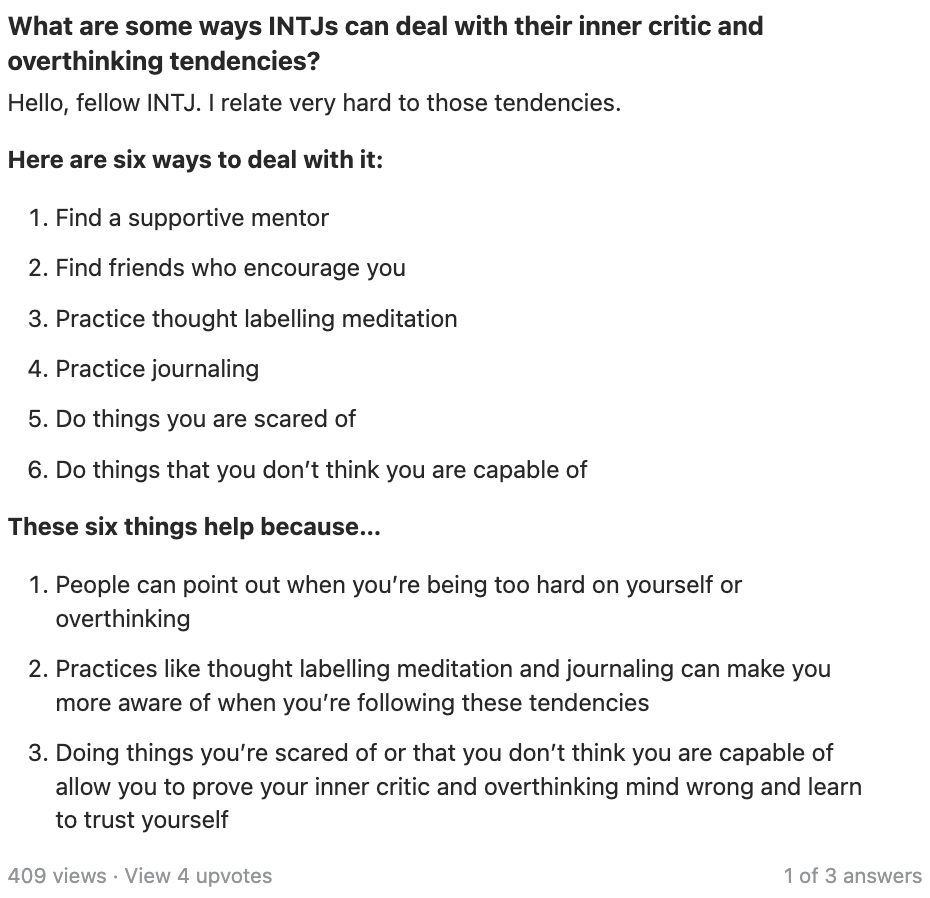 What are some ways INTJs can deal with their inner critic and
overthinking tendencies?
Hello, fellow INTJ. I relate very hard to those tendencies.
Here are six ways to deal with it:
1. Find a supportive mentor
2. Find friends who encourage you
3. Practice thought labelling meditation
4. Practice journaling
5. Do things you are scared of
6. Do things that you don’t think you are capable of
These six things help because...
1. People can point out when you’re being too hard on yourself or
overthinking
2. Practices like thought labelling meditation and journaling can make you
more aware of when you’re following these tendencies
3. Doing things you’re scared of or that you don’t think you are capable of
allow you to prove your inner critic and overthinking mind wrong and learn
to trust yourself
409 views · View 4 upvotes 1 of 3 answers